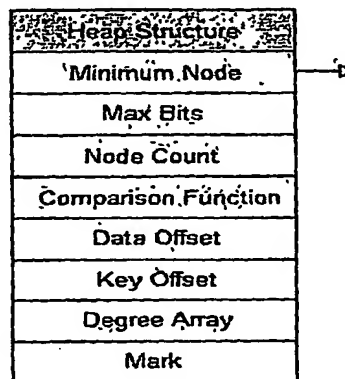 Heap Structure
Minimum Node
Max Bits
Node Count
Comparison Function
Data Offset
Key Offset
Degree Array
Mark